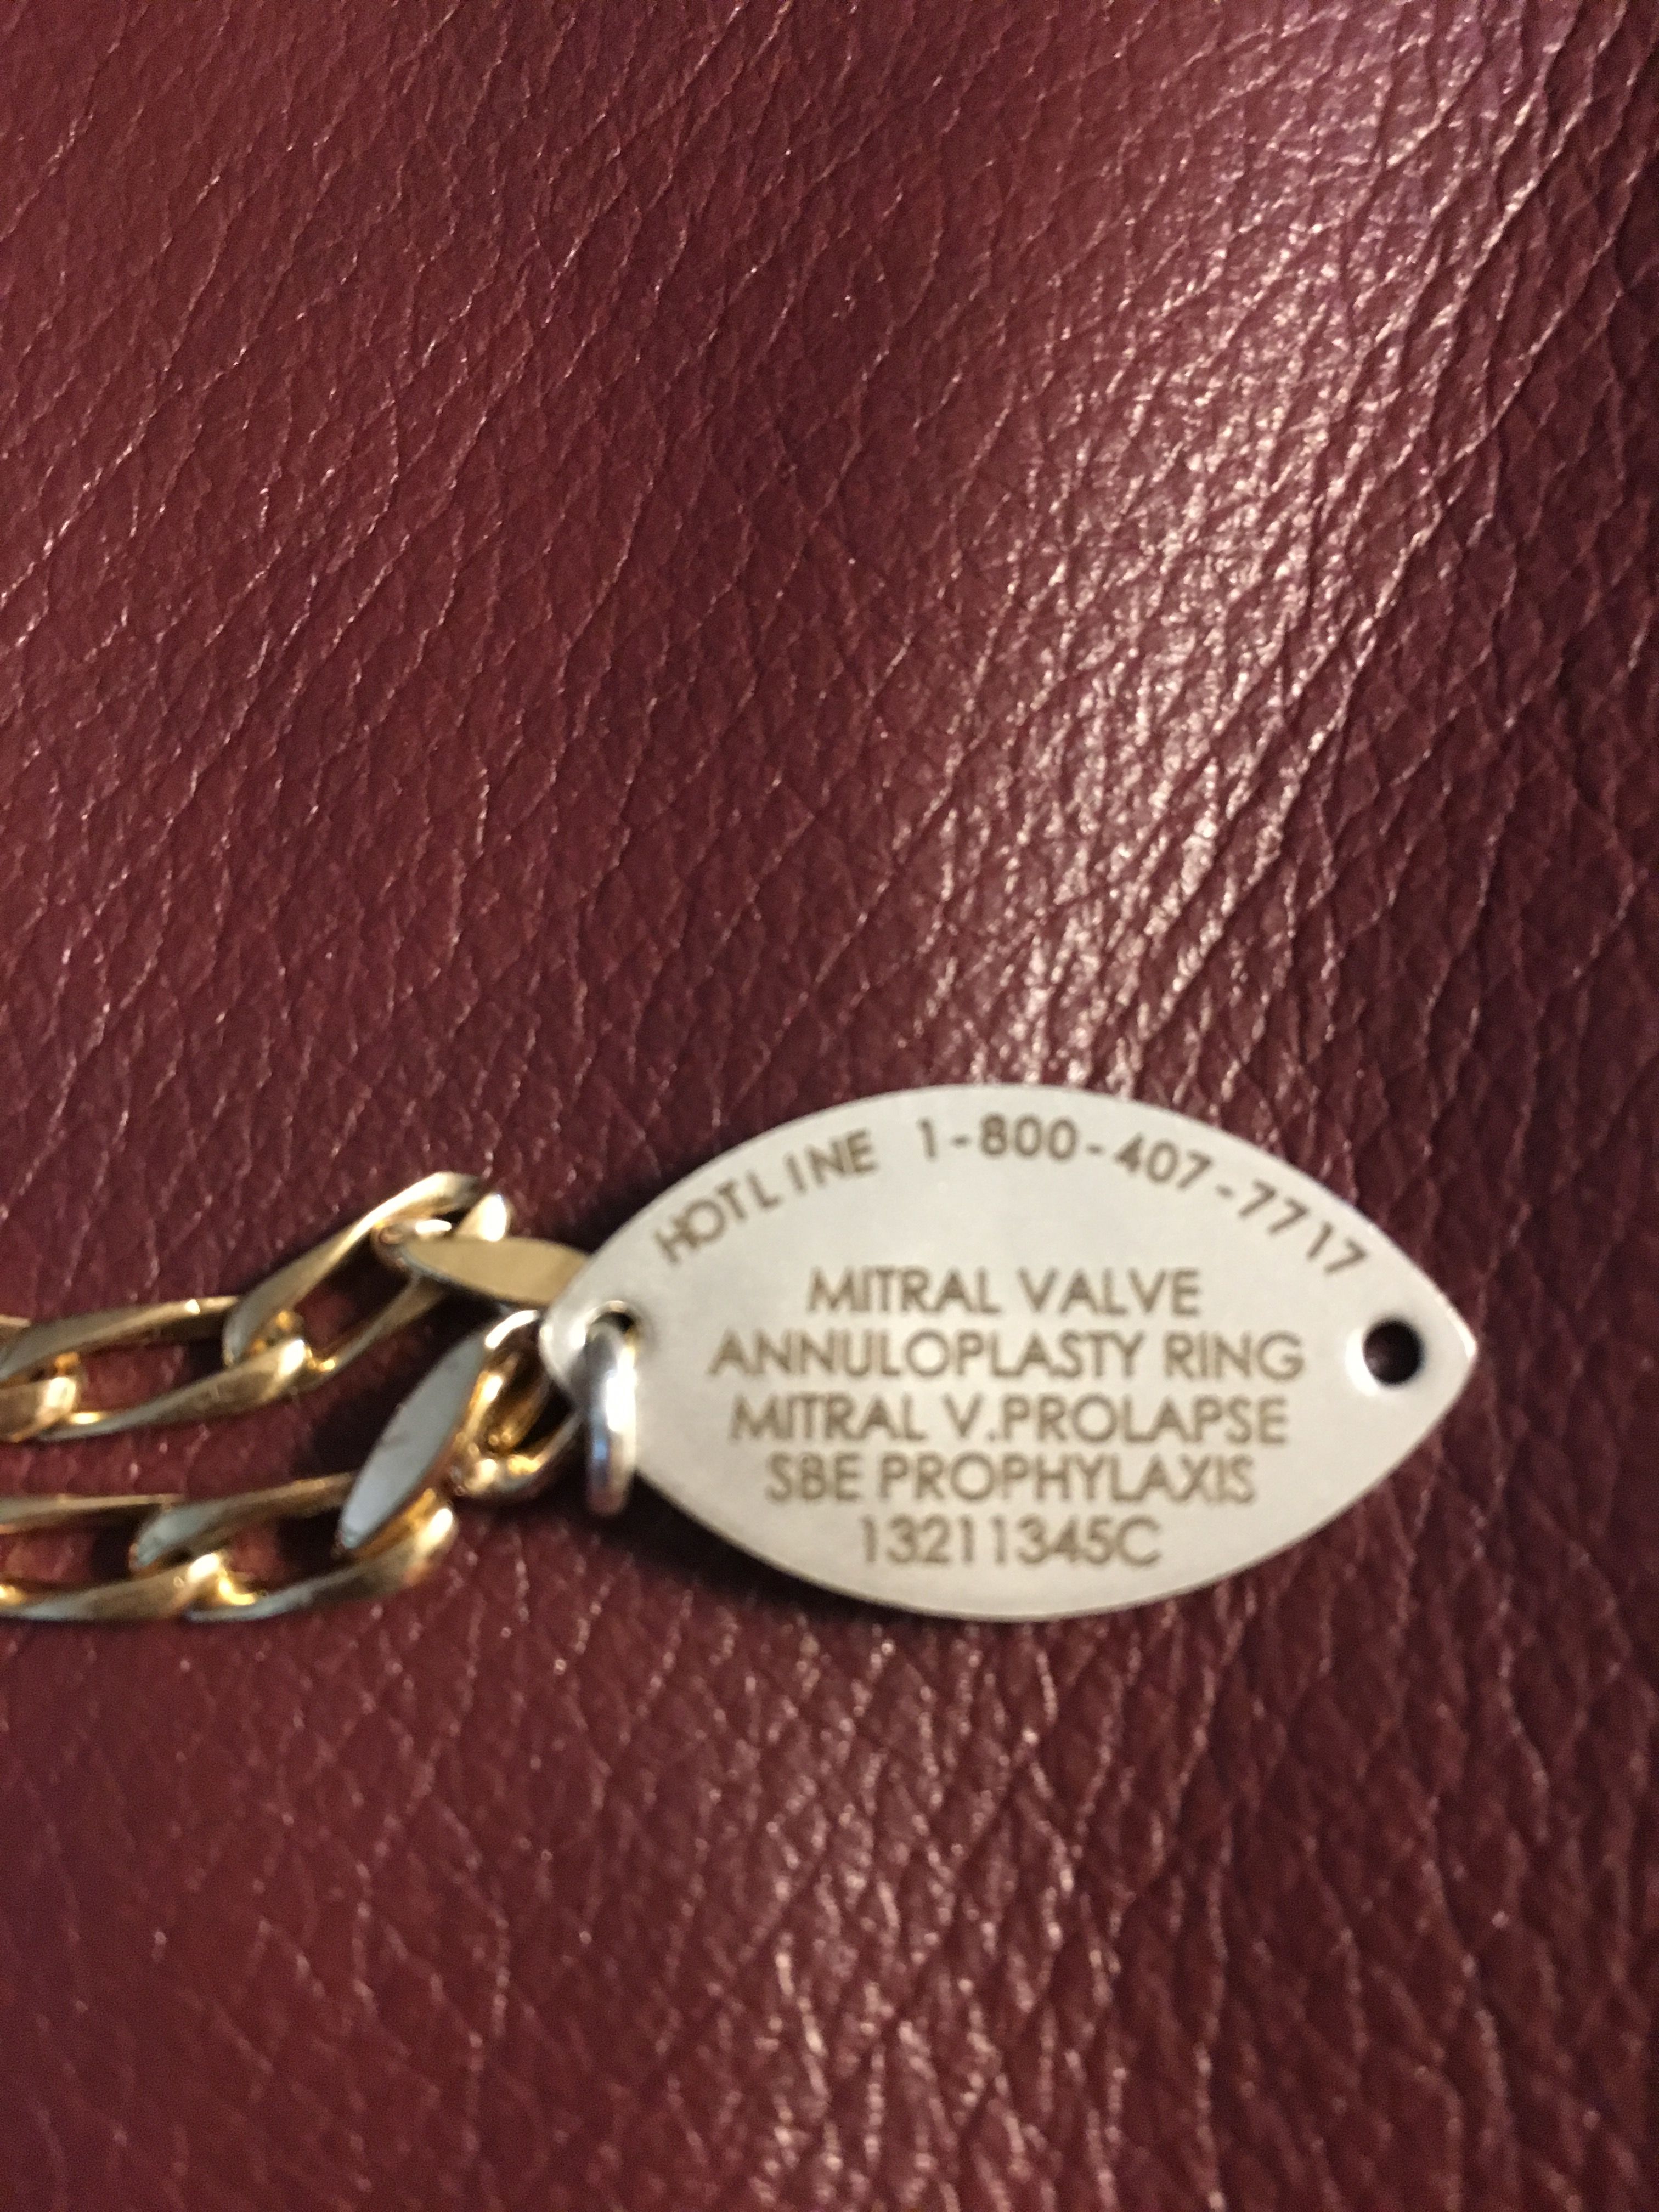 HOTLINE 1-800-407-7717
MITRAL VALVE
ANNULOPLASTY RING
MITRAL V.PROLAPSE
SBE PROPHYLAXIS
13211345C